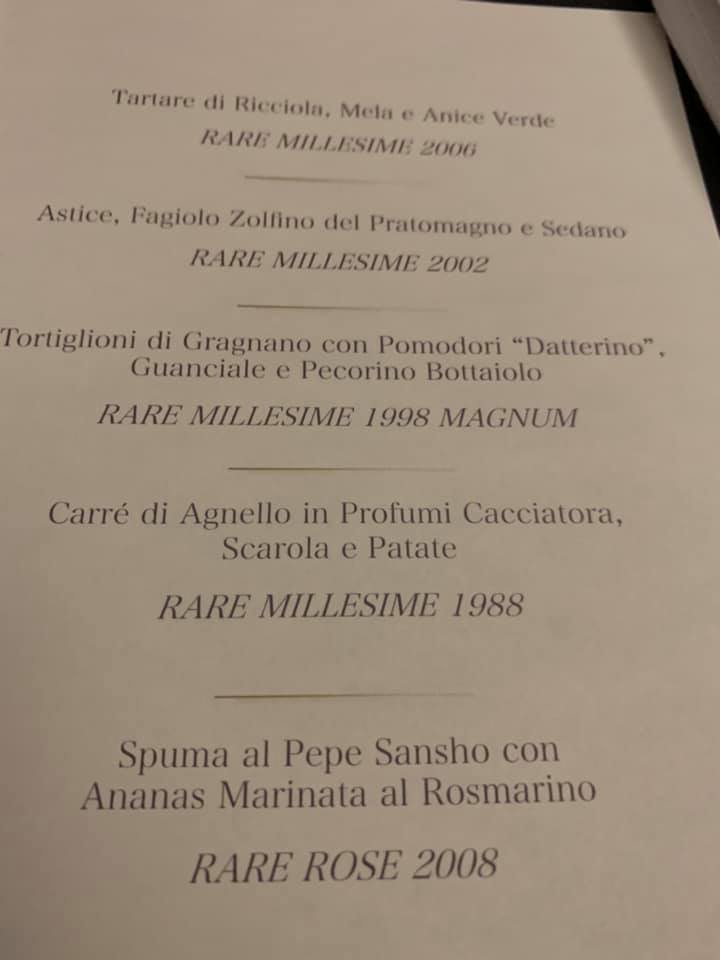 Tartare di Ricciola, Mela e Anice Verde
RARE MILLESIME 2006
Astice, Fagiolo Zolfino del Pratomagno e Sedano
RARE MILLESIME 2002
Tortiglioni di Gragnano con Pomodori “Datterino”,
Guanciale e Pecorino Bottaiolo
RARE MILLESIME 1998 MAGNUM
Carré di Agnello in Profumi Cacciatora,
Scarola e Patate
RARE MILLESIME 1988
Spuma al Pepe Sansho con
Ananas Marinata al Rosmarino
RARE ROSE 2008